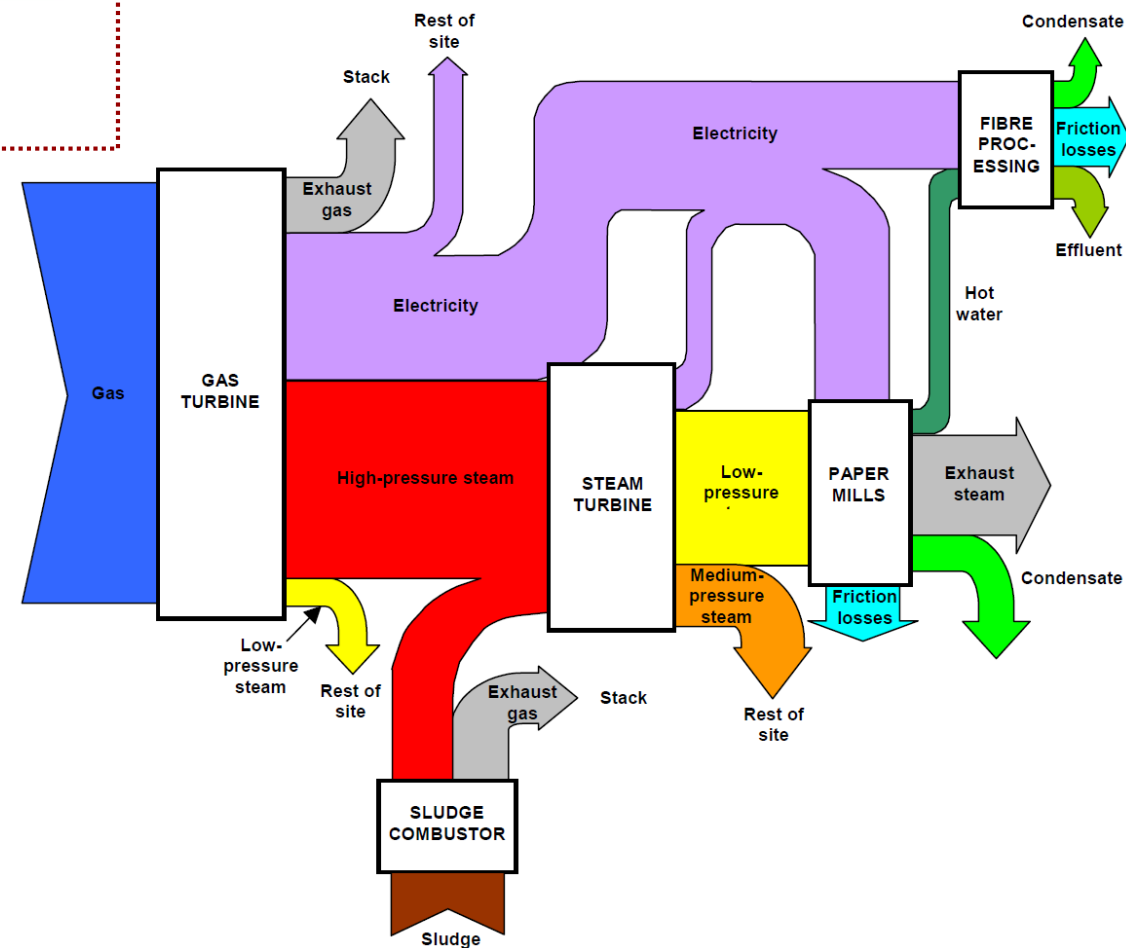 Rest of
site
Condensate
Stack
Electricity
FIBRE
PROC-
ESSING
Friction
losses
Exhaust
gas
Effluent
Electricity
Hot
water
Gas
GAS
TURBINE
High-pressure steam
STEAM
TURBINE
Low-
pressure
PAPER
MILLS
Exhaust
steam
Medium-
pressure
steam
Friction
losses
Condensate
Low-
pressure
steam
Rest of
site
Exhaust
gas
Stack
Rest of
site
SLUDGE
COMBUSTOR
Sludge